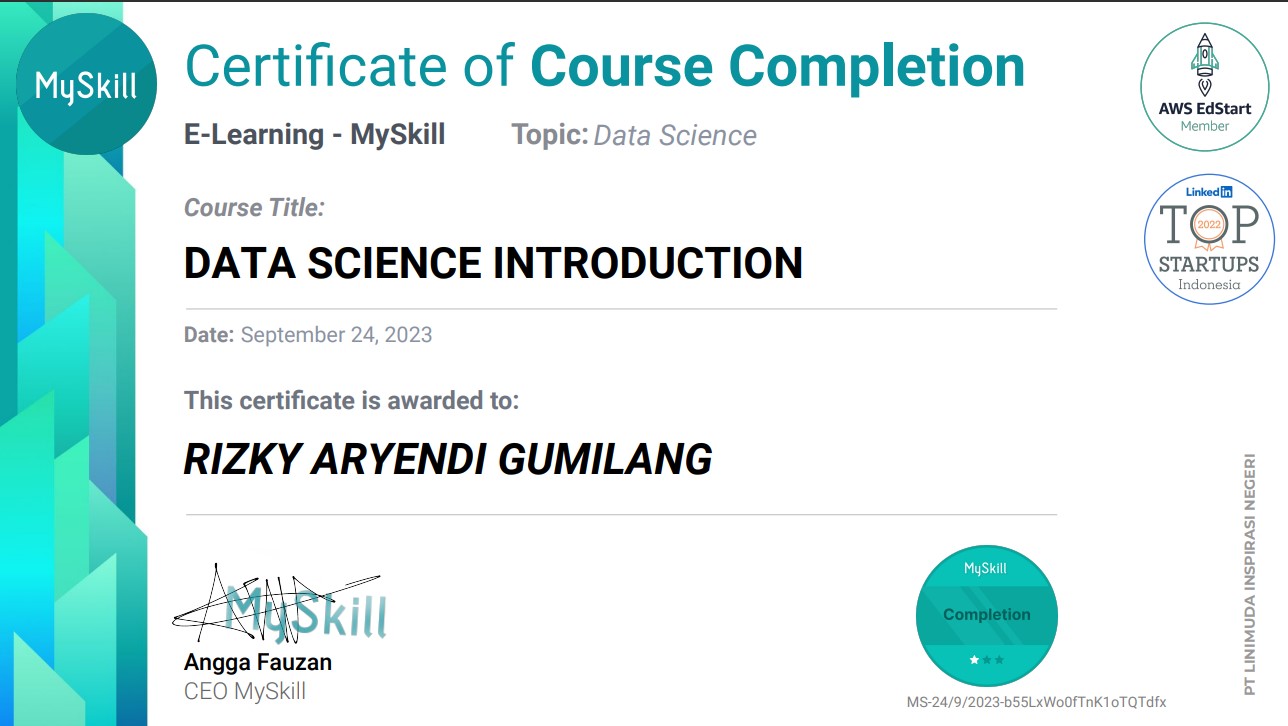 MySkill
Certificate of Course Completion
E-Learning - MySkill Topic: Data Science
Course Title:
DATA SCIENCE INTRODUCTION
Date: September 24, 2023
This certificate is awarded to:
RIZKY ARYENDI GUMILANG
MySkill
Angga Fauzan
CEO MySkill
AWS EdStart
Member
Linked in
TOP
2022
STARTUPS
Indonesia
PT LINIMUDA INSPIRASI NEGERI
MySkill
Completion
MS-24/9/2023-b55LxWo0fTnK1oTQTdfx